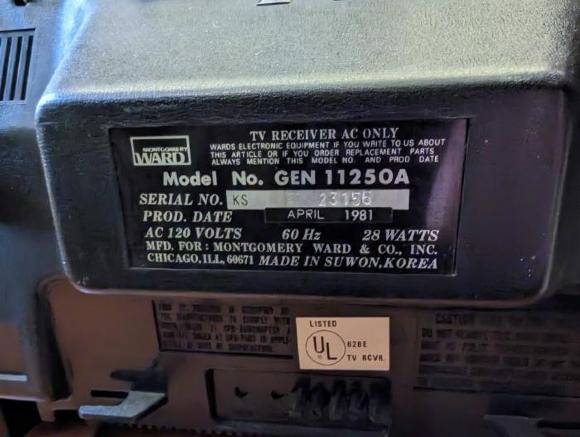 MONTGOMERY
WARD
TV RECEIVER AC ONLY
WARDS ELECTRONIC EQUIPMENT IF YOU WRITE TO US ABOUT
THIS ARTICLE OR IF YOU ORDER REPLACEMENT PARTS
ALWAYS MENTION THIS MODEL NO. AND PROD DATE
Model No. GEN 11250A
SERIAL NO. KS 23156
PROD. DATE APRIL 1981
AC 120 VOLTS 60 Hz 28 WATTS
MFD. FOR: MONTGOMERY WARD & CO., INC.
CHICAGO, ILL, 60671 MADE IN SUWON, KOREA
LISTED
UL
62BE
TV RCVR.
CAUTION